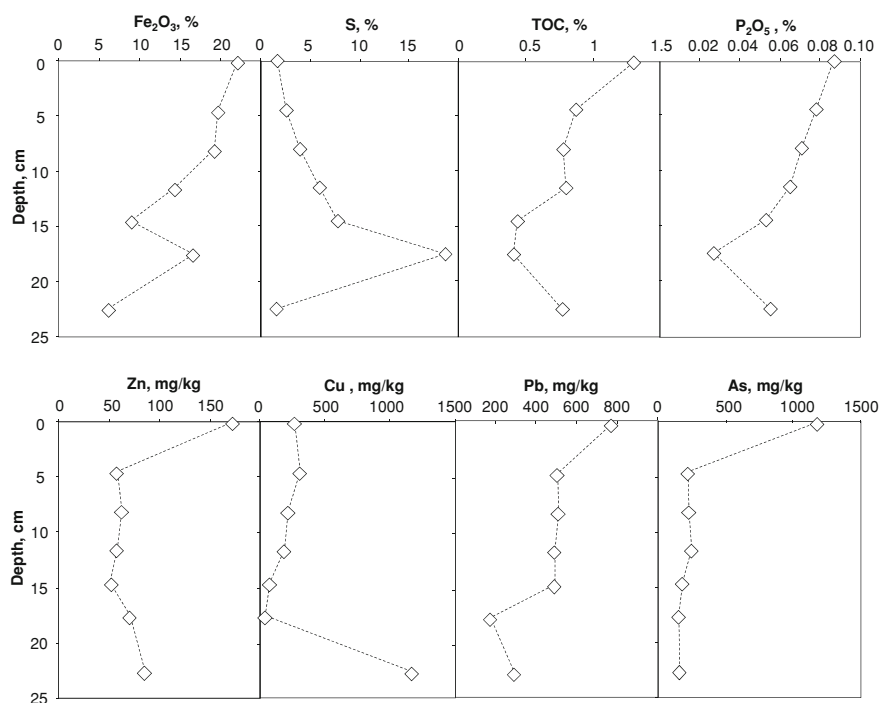 Fe₂O₃, %
S, %
TOC, %
P₂O₅ , %
0 5 10 15 20
0 5 10 15
0 0.5 1
1.5 0.02 0.04 0.06 0.08 0.10
Depth, cm
0
5
10
15
20
25
Zn, mg/kg
Cu , mg/kg
Pb, mg/kg
As, mg/kg
0 50 100 150
0 500 1000
1500 200 400 600 800
0 500 1000 1500
Depth, cm
0
5
10
15
20
25